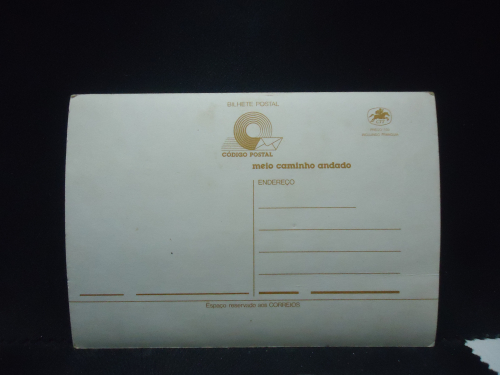 BILHETE POSTAL
CÓDIGO POSTAL
meio caminho andado
ENDEREÇO
Espaço reservado aos CORREIOS